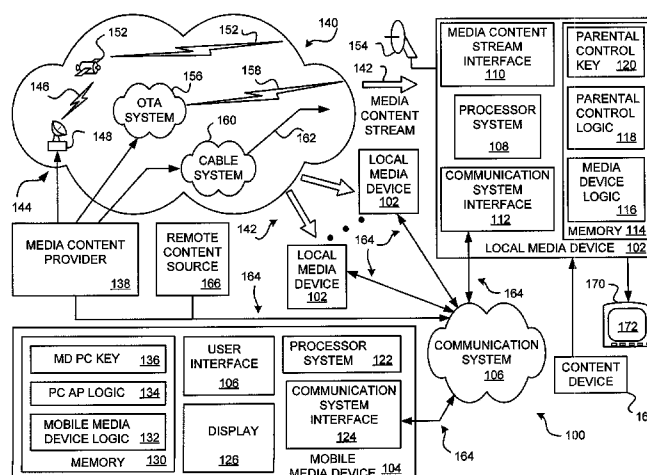 152
152
140
154
142
MEDIA CONTENT
STREAM
INTERFACE
110
PARENTAL
CONTROL
KEY
120
146
156
OTA
SYSTEM
158
MEDIA
CONTENT
STREAM
148
160
162
CABLE
SYSTEM
PROCESSOR
SYSTEM
108
PARENTAL
CONTROL
LOGIC
118
144
LOCAL MEDIA
DEVICE
102
COMMUNICATION
SYSTEM
INTERFACE
112
MEDIA
DEVICE
LOGIC
116
MEMORY 114
LOCAL MEDIA DEVICE 102
142
MEDIA CONTENT
PROVIDER
138
REMOTE
CONTENT
SOURCE
166
164
LOCAL
MEDIA
DEVICE
102
164
164
164
170
172
MD PC KEY 136
PC AP LOGIC 134
MOBILE MEDIA
DEVICE LOGIC 132
MEMORY 130
USER
INTERFACE
106
DISPLAY
126
PROCESSOR
SYSTEM 122
COMMUNICATION
SYSTEM
INTERFACE
124
MOBILE
MEDIA DEVICE 104
164
COMMUNICATION
SYSTEM
106
CONTENT
DEVICE
100